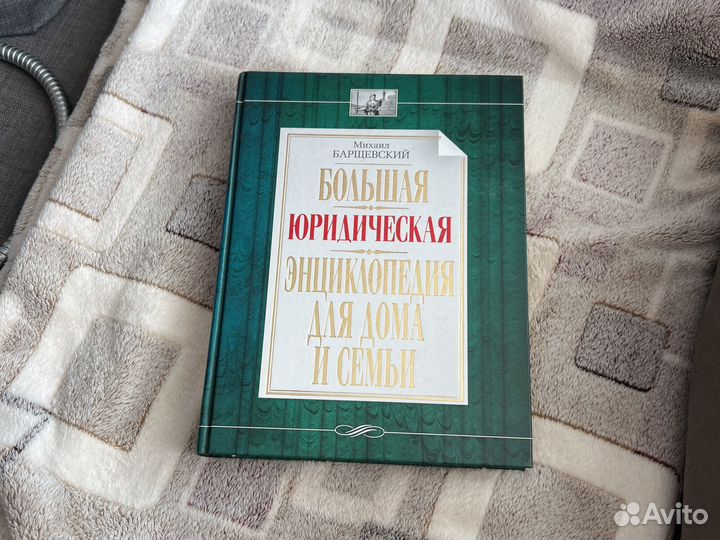 Михаил
БАРЩЕВСКИЙ
БОЛЬШАЯ
ЮРИДИЧЕСКАЯ
ЭНЦИКЛОПЕДИЯ
ДЛЯ ДОМА
И СЕМЬИ
Avito